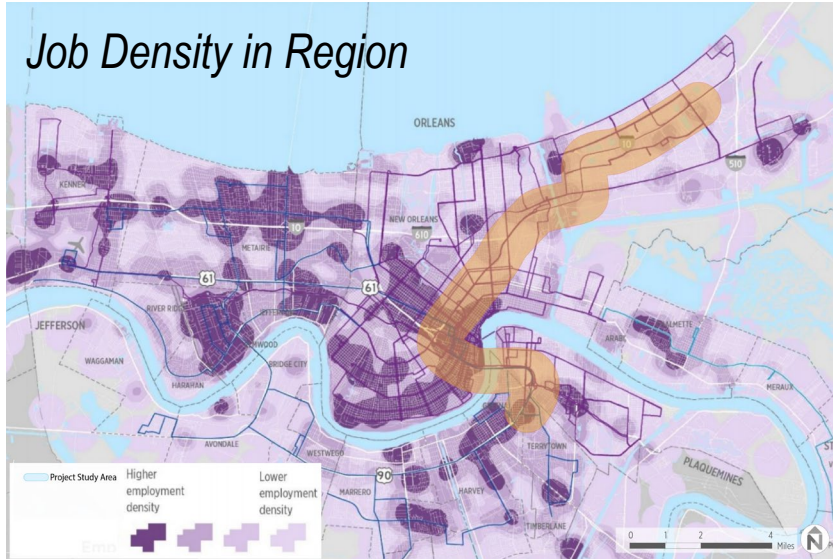 Job Density in Region
ORLEANS
10
510
KENNER
NEW ORLEANS
610
10
METAIRIE
61
61
RIVER RIDGE
JEFFERSON
ARABI
WAGGAMAN
BRIDGE CITY
MERAUX
HARAHAN
AVONDALE
TERRYTOWN
WESTWEGO
PLAQUEMINES
90
MARRERO
HARVEY
TIMBERLANE
Project Study Area
Higher
employment
density
Lower
employment
density
0 1 2 4
Miles
N